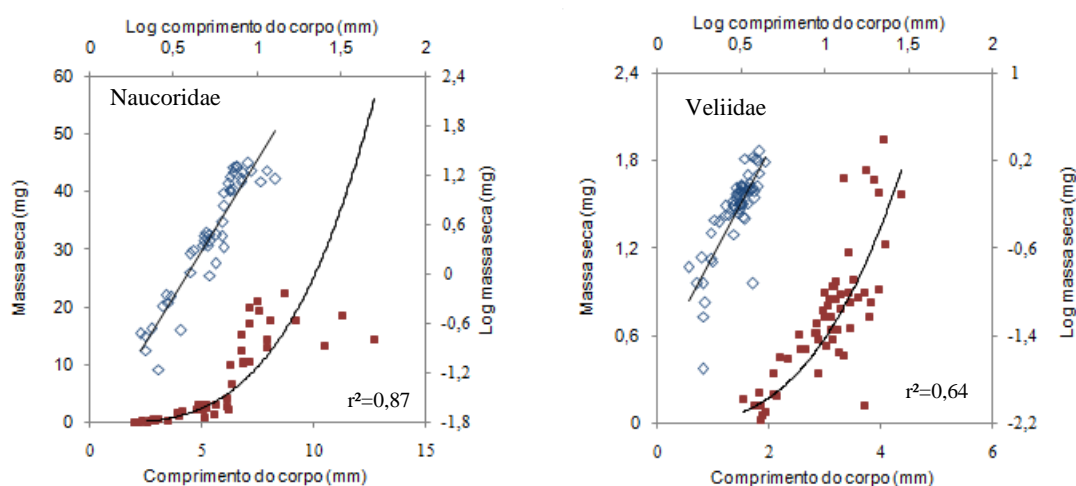 Log comprimento do corpo (mm)
0 0,5 1 1,5 2
60 50 40 30 20 10 0
Massa seca (mg)
Naucoridae
r²=0,87
2,4 1,8 1,2 0,6 0 -0,6 -1,2 -1,8
Log massa seca (mg)
0 5 10 15
Comprimento do corpo (mm)
Log comprimento do corpo (mm)
0 0,5 1 1,5 2
2,4 1,8 1,2 0,6 0
Massa seca (mg)
Veliidae
r²=0,64
1 0,2 -0,6 -1,4 -2,2
Log massa seca (mg)
0 2 4 6
Comprimento do corpo (mm)